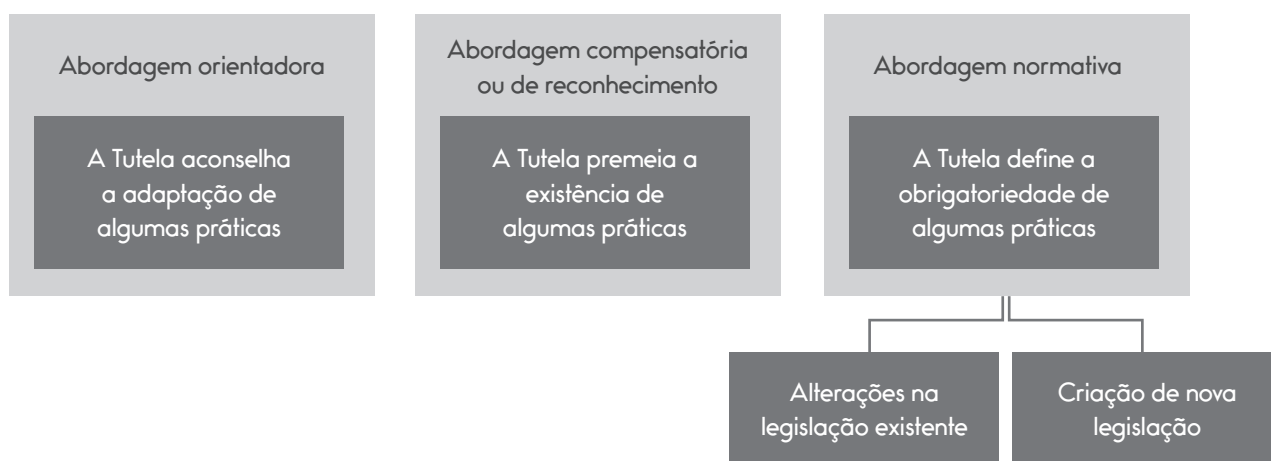 Abordagem orientadora
A Tutela aconselha
a adaptação de
algumas práticas
Abordagem compensatória
ou de reconhecimento
A Tutela premeia a
existência de
algumas práticas
Abordagem normativa
A Tutela define a
obrigatoriedade de
algumas práticas
Alterações na
legislação existente
Criação de nova
legislação